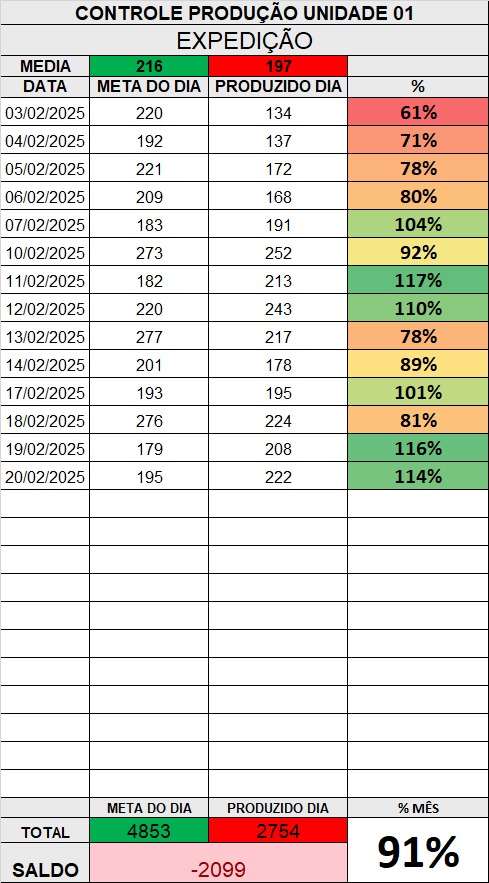 CONTROLE PRODUÇÃO UNIDADE 01
EXPEDIÇÃO
MEDIA 216 197
DATA META DO DIA PRODUZIDO DIA %
03/02/2025 220 134 61%
04/02/2025 192 137 71%
05/02/2025 221 172 78%
06/02/2025 209 168 80%
07/02/2025 183 191 104%
10/02/2025 273 252 92%
11/02/2025 182 213 117%
12/02/2025 220 243 110%
13/02/2025 277 217 78%
14/02/2025 201 178 89%
17/02/2025 193 195 101%
18/02/2025 276 224 81%
19/02/2025 179 208 116%
20/02/2025 195 222 114%
META DO DIA PRODUZIDO DIA % MÊS
TOTAL 4853 2754 91%
SALDO -2099